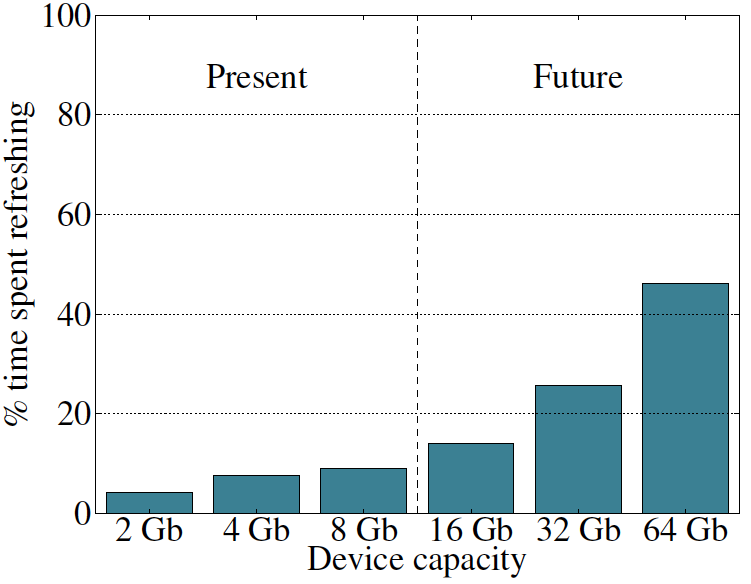 100
80
60
40
20
0
% time spent refreshing
Present
Future
2 Gb
4 Gb
8 Gb
16 Gb
32 Gb
64 Gb
Device capacity